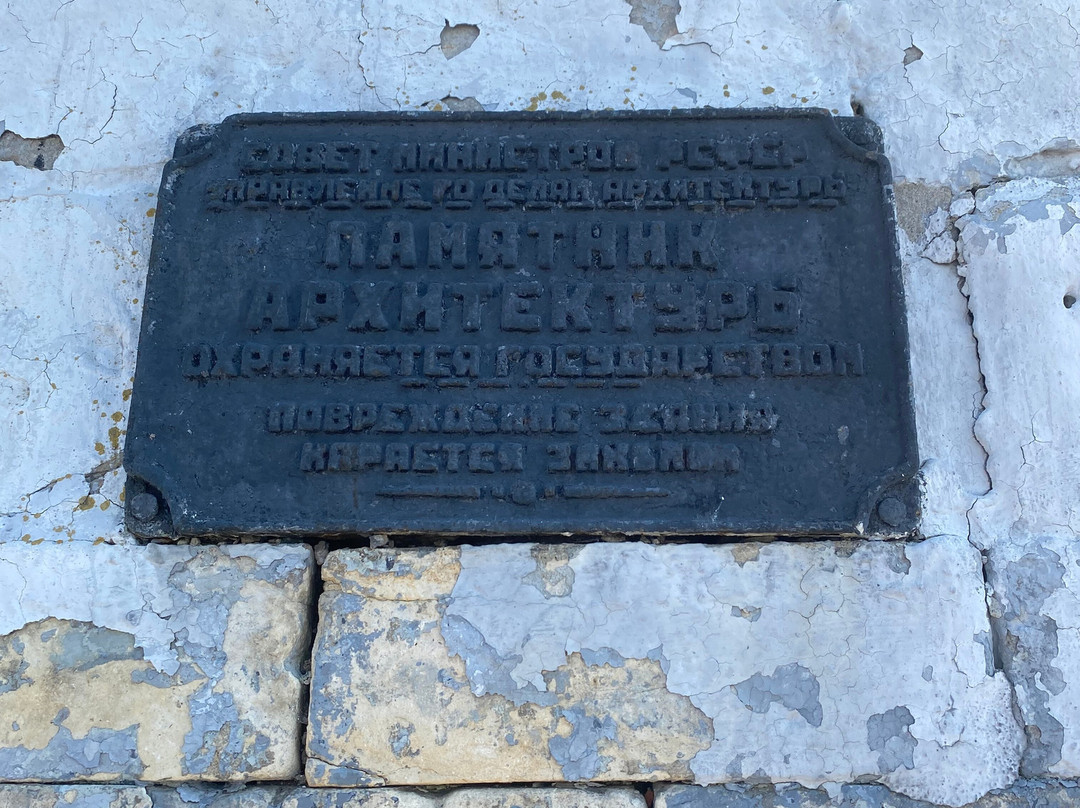 СОВЕТ МИНИСТРОВ РСФСР
УПРАВЛЕНИЕ ПО ДЕЛАМ АРХИТЕКТУРЫ
ПАМЯТНИК
АРХИТЕКТУРЫ
ОХРАНЯЕТСЯ ГОСУДАРСТВОМ
ПОВРЕЖДЕНИЕ ЗДАНИЯ
КАРАЕТСЯ ЗАКОНОМ